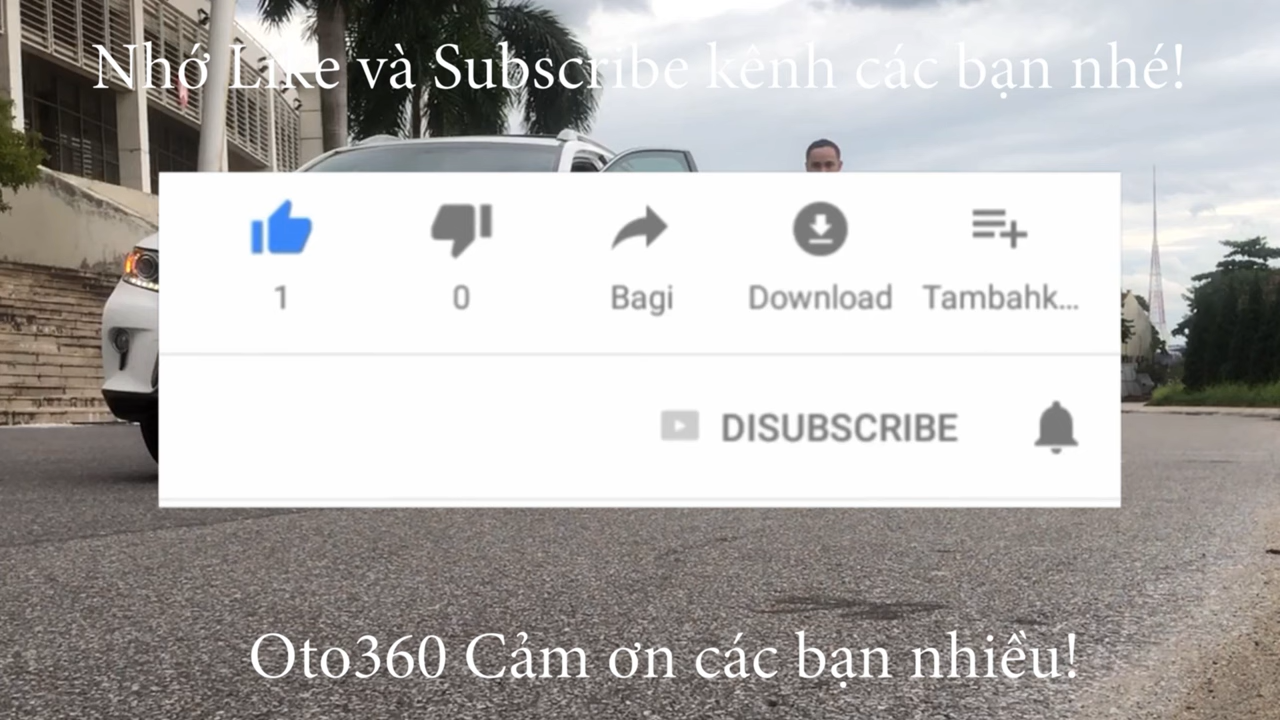 Nhớ Like và Subscribe kênh các bạn nhé!
1
0
Bagi
Download
Tambahk...
DISUBSCRIBE
Oto360 Cảm ơn các bạn nhiều!